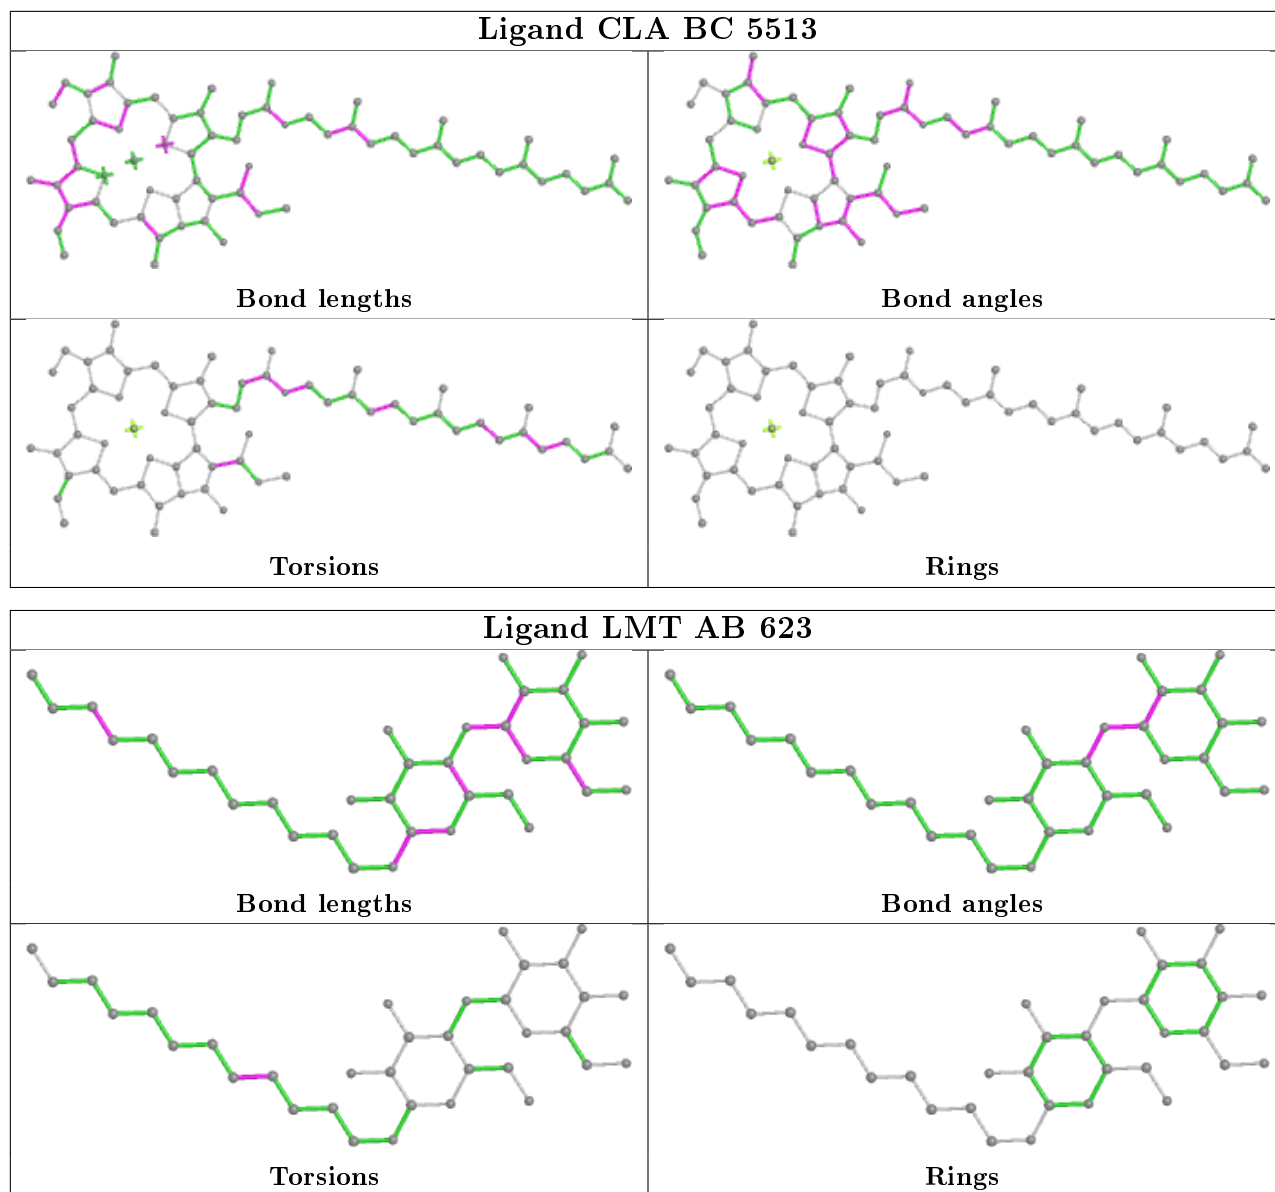 Ligand CLA BC 5513
Bond lengths
Bond angles
Torsions
Rings
Ligand LMT AB 623
Bond lengths
Bond angles
Torsions
Rings